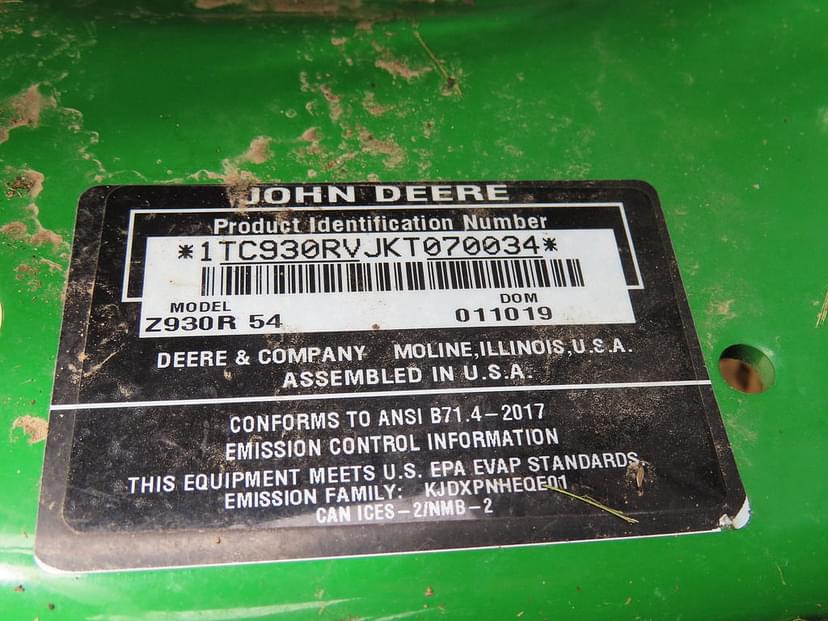 JOHN DEERE
Product Identification Number
*1TC930RVJKT070034*
MODEL DOM
Z930R 54 011019
DEERE & COMPANY MOLINE,ILLINOIS,U.S.A.
ASSEMBLED IN U.S.A.
CONFORMS TO ANSI B71.4-2017
EMISSION CONTROL INFORMATION
THIS EQUIPMENT MEETS U.S. EPA EVAP STANDARDS
EMISSION FAMILY: KJDXPNHEQE01
CAN ICES-2/NMB-2